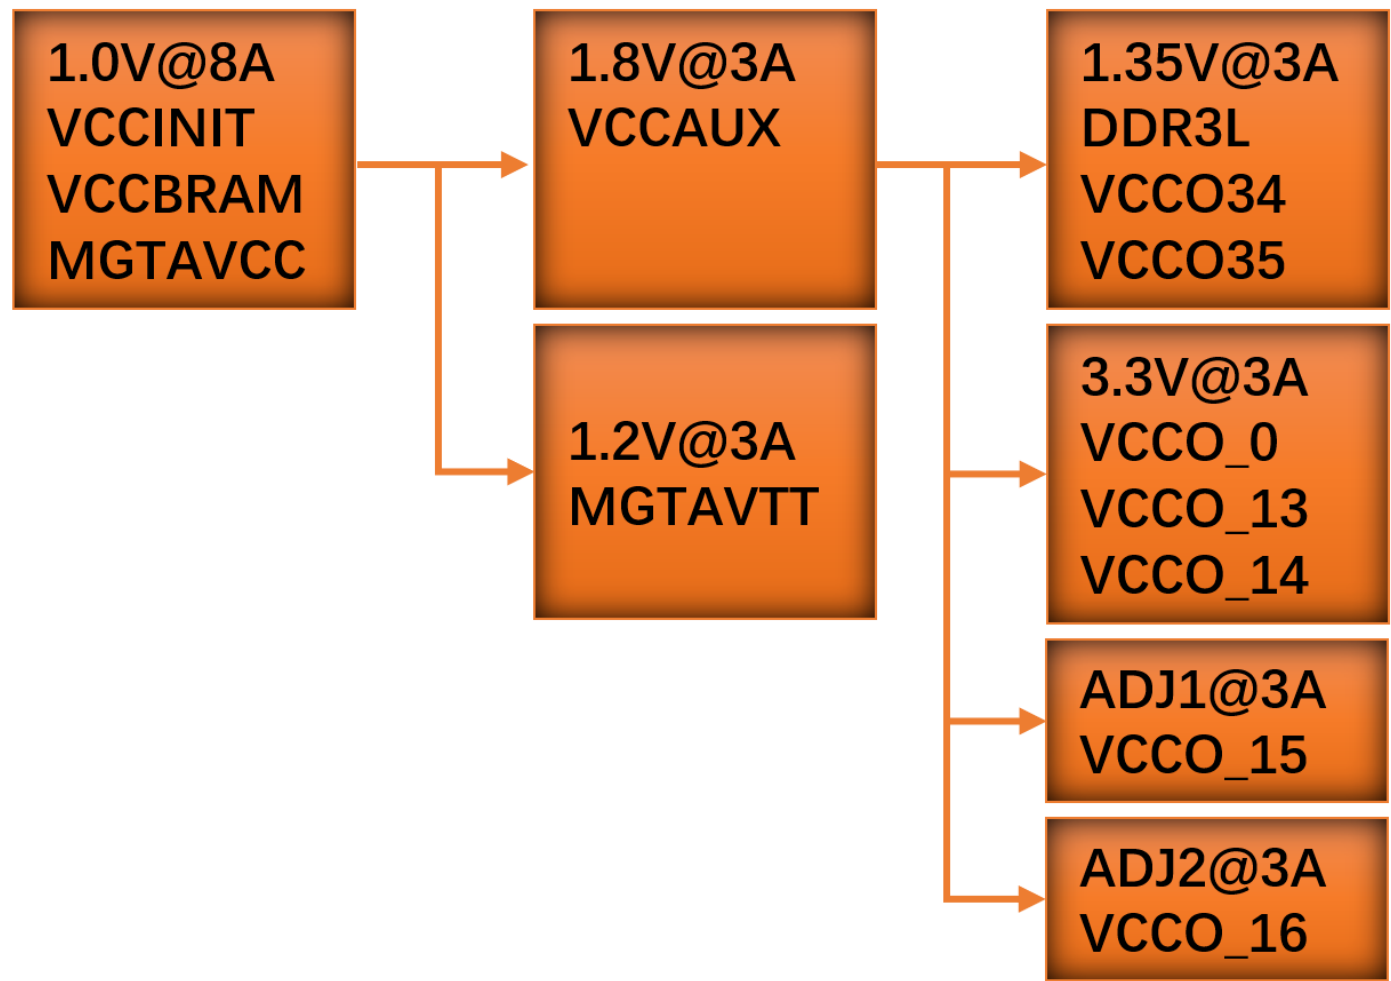 1.0V@8A
VCCINIT
VCCBRAM
MGTAVCC
1.8V@3A
VCCAUX
1.2V@3A
MGTAVTT
1.35V@3A
DDR3L
VCCO34
VCCO35
3.3V@3A
VCCO_0
VCCO_13
VCCO_14
ADJ1@3A
VCCO_15
ADJ2@3A
VCCO_16